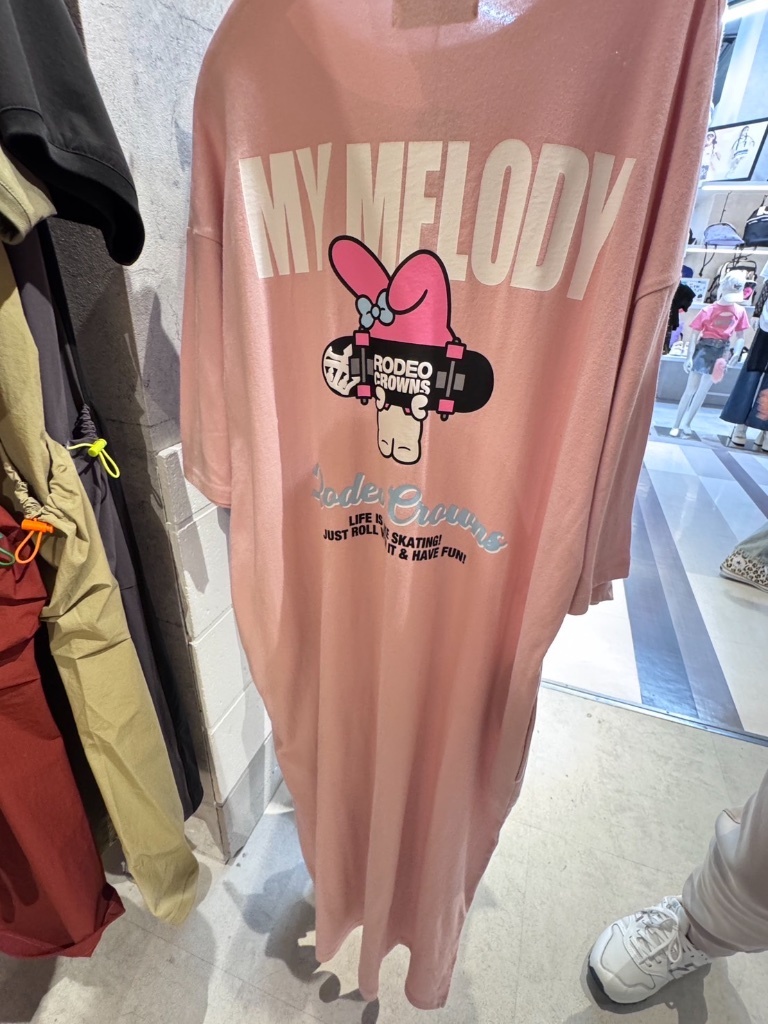 MY MELODY
RODEO
CROWNS
Rodeo Crowns
LIFE IS SKATING!
JUST ROLL IT & HAVE FUN!